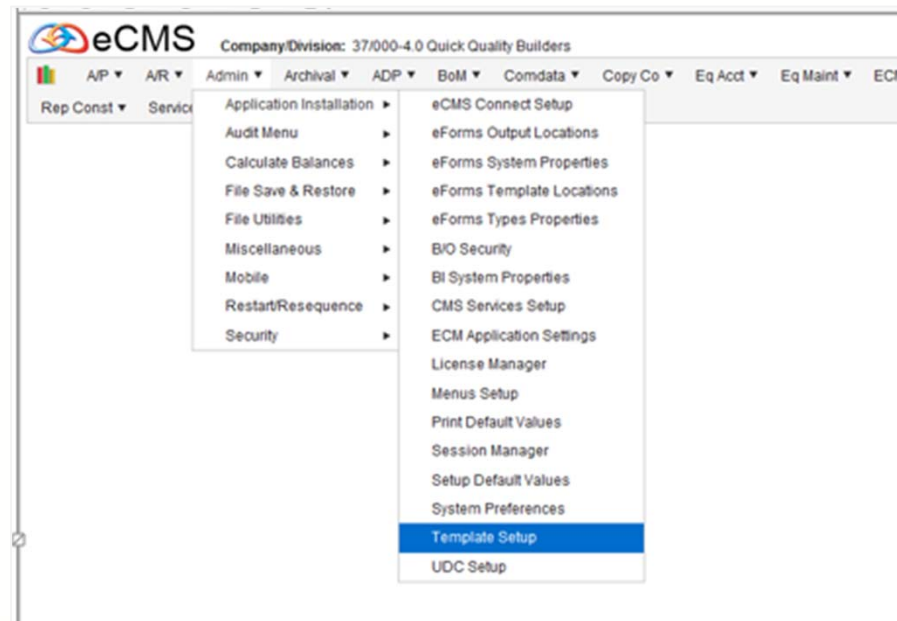 eCMS Company/Division: 37/000-4.0 Quick Quality Builders
A/P ▼ A/R ▼ Admin ▼ Archival ▼ ADP ▼ BoM ▼ Comdata ▼ Copy Co ▼ Eq Acct ▼ Eq Maint ▼ ECM
Rep Const ▼ Service
Application Installation ►
Audit Menu ►
Calculate Balances ►
File Save & Restore ►
File Utilities ►
Miscellaneous ►
Mobile ►
Restart/Resequence ►
Security ►
eCMS Connect Setup
eForms Output Locations
eForms System Properties
eForms Template Locations
eForms Types Properties
B/O Security
BI System Properties
CMS Services Setup
ECM Application Settings
License Manager
Menus Setup
Print Default Values
Session Manager
Setup Default Values
System Preferences
Template Setup
UDC Setup